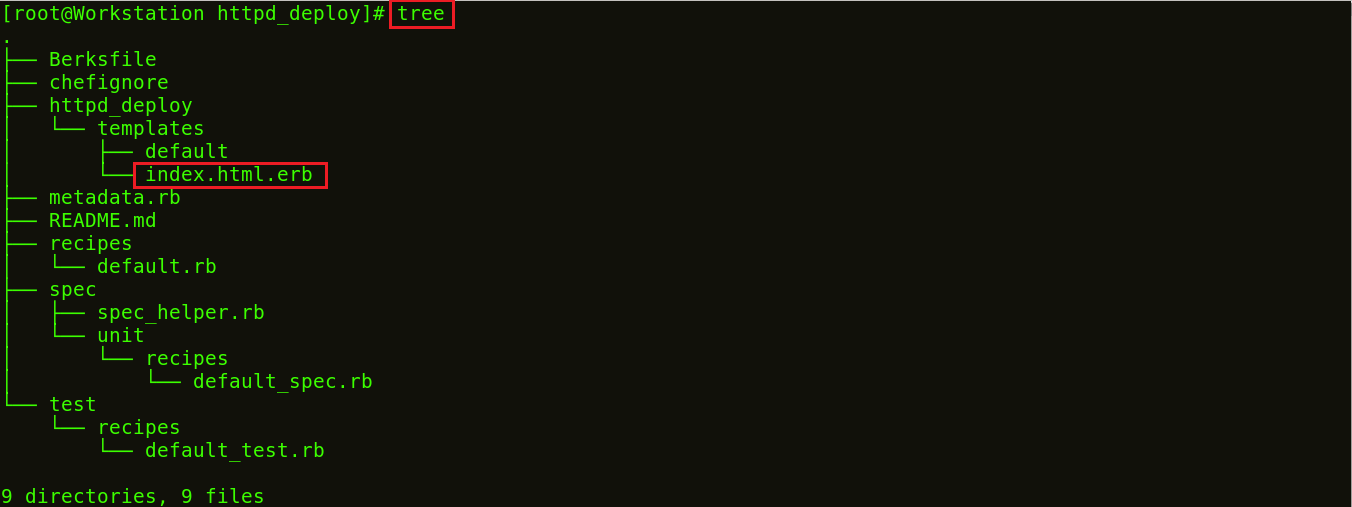 [root@Workstation httpd_deploy]# tree
.
├── Berksfile
├── chefignore
├── httpd_deploy
│   └── templates
│       ├── default
│       └── index.html.erb
├── metadata.rb
├── README.md
├── recipes
│   └── default.rb
├── spec
│   ├── spec_helper.rb
│   └── unit
│       └── recipes
│           └── default_spec.rb
└── test
    └── recipes
        └── default_test.rb

9 directories, 9 files